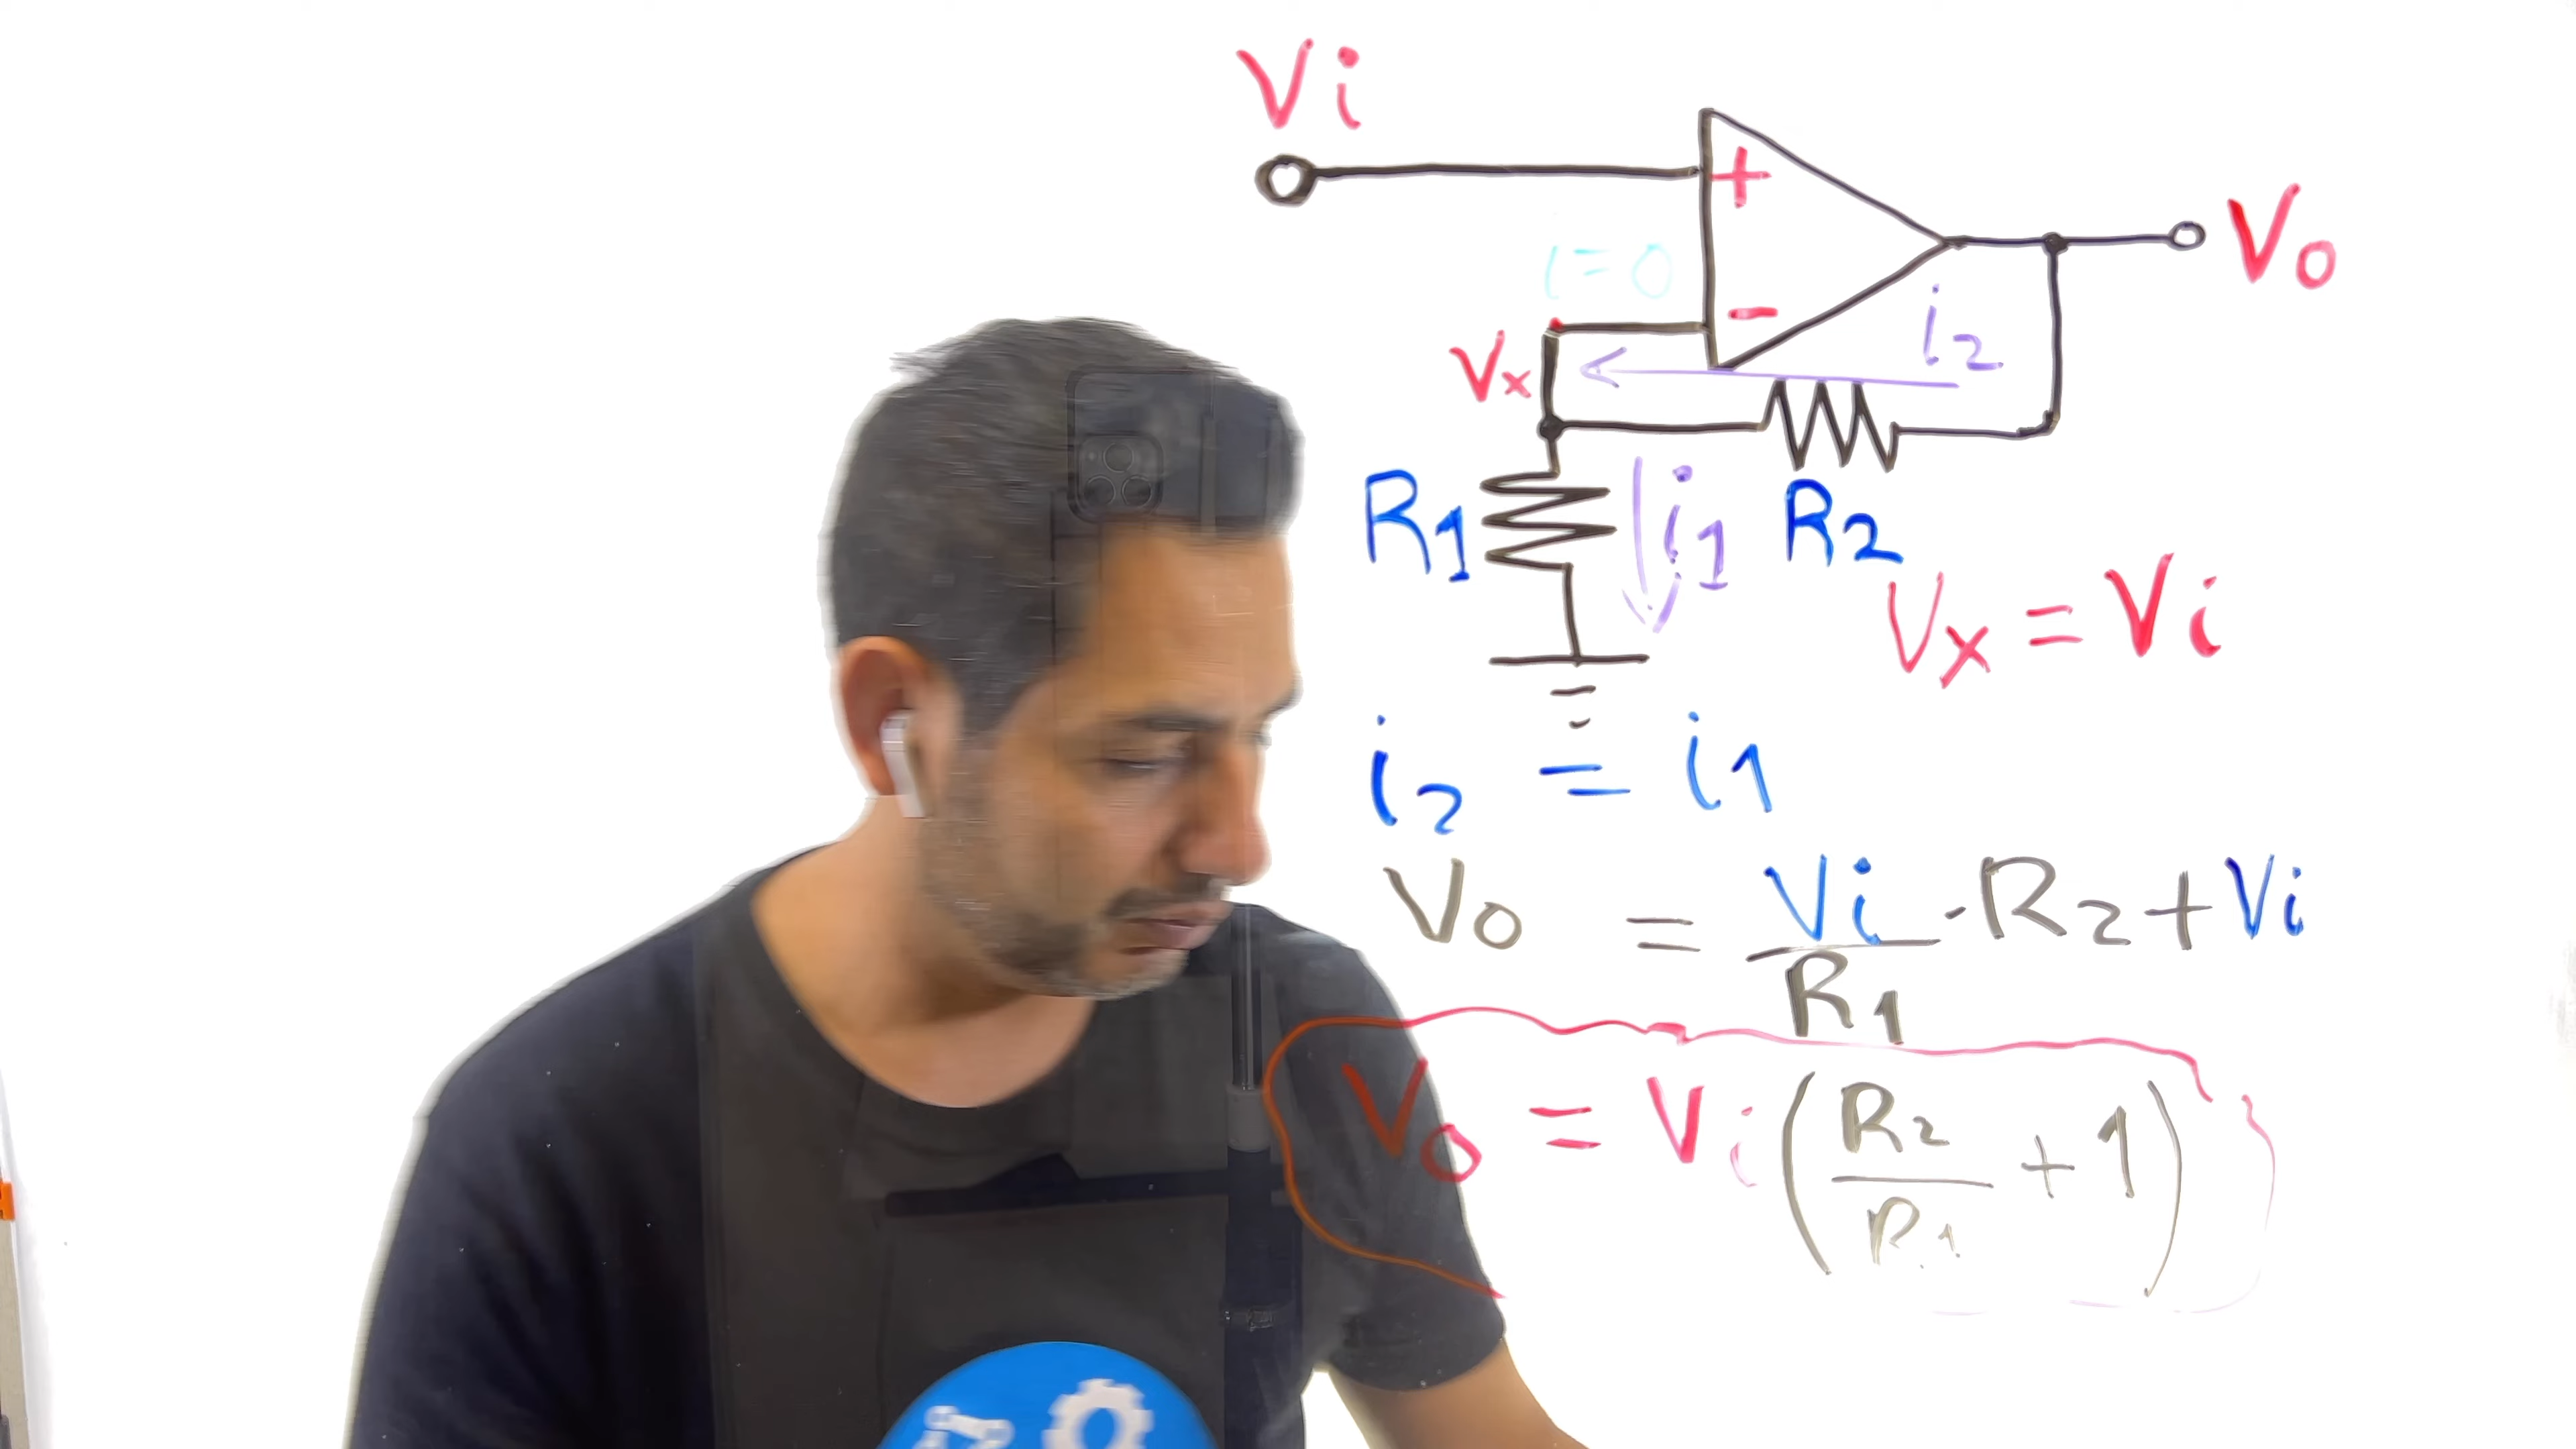 Vi
+
Vo
i=0
-
i2
Vx
R1
i1
R2
Vx = Vi
i2 = i1
Vo = Vi/R1 · R2 + Vi
Vo = Vi(R2/R1 + 1)